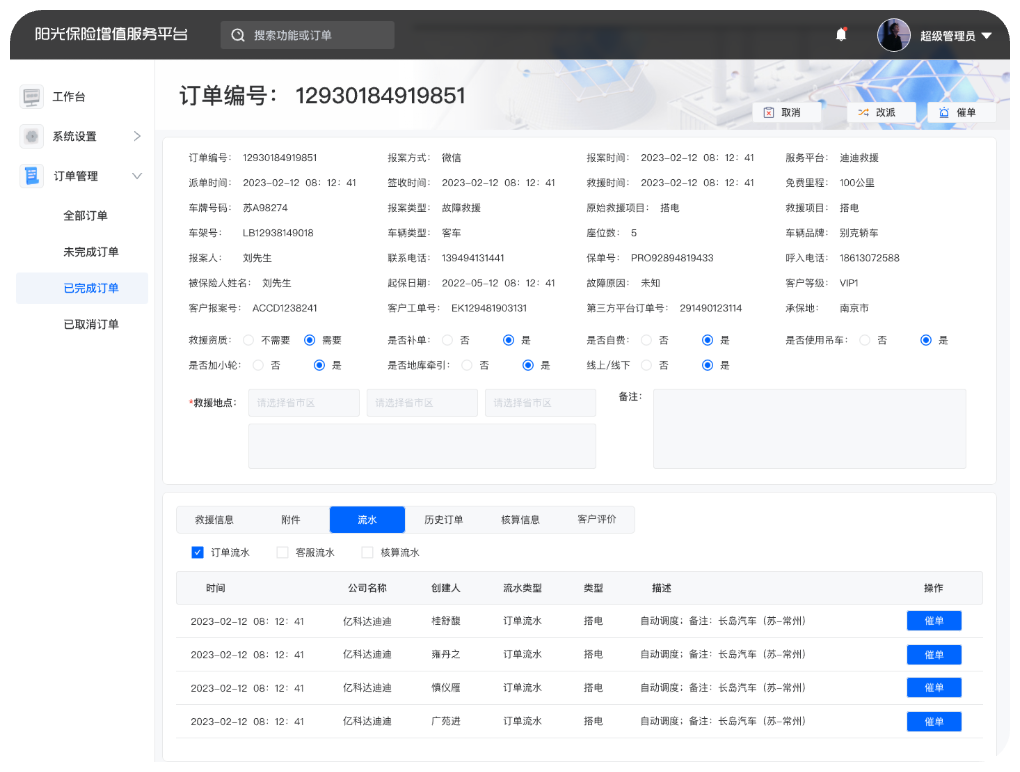 阳光保险增值服务平台 搜索功能或订单 超级管理员
工作台
系统设置
订单管理
全部订单
未完成订单
已完成订单
已取消订单
订单编号： 12930184919851
取消 改派 催单
订单编号： 12930184919851 报案方式： 微信 报案时间： 2023-02-12 08：12：41 服务平台： 迪迪救援
派单时间： 2023-02-12 08：12：41 签收时间： 2023-02-12 08：12：41 救援时间： 2023-02-12 08：12：41 免费里程： 100公里
车牌号码： 苏A98274 报案类型： 故障救援 原始救援项目： 搭电 救援项目： 搭电
车架号： LB12938149018 车辆类型： 客车 座位数： 5 车辆品牌： 别克轿车
报案人： 刘先生 联系电话： 139494131441 保单号： PRO92894819433 呼入电话： 18613072588
被保险人姓名： 刘先生 起保日期： 2022-05-12 08：12：41 故障原因： 未知 客户等级： VIP1
客户报案号： ACCD1238241 客户工单号： EK129481903131 第三方平台订单号： 291490123114 承保地： 南京市
救援资质： 不需要 需要 是否补单： 否 是 是否自费： 否 是 是否使用吊车： 否 是
是否加小轮： 否 是 是否地库牵引： 否 是 线上/线下 否 是
*救援地点： 请选择省市区 请选择省市区 请选择省市区 备注：
救援信息 附件 流水 历史订单 核算信息 客户评价
订单流水 客服流水 核算流水
时间 公司名称 创建人 流水类型 类型 描述 操作
2023-02-12 08：12：41 亿科达迪迪 桂舒馥 订单流水 搭电 自动调度；备注：长岛汽车（苏-常州） 催单
2023-02-12 08：12：41 亿科达迪迪 雍丹之 订单流水 搭电 自动调度；备注：长岛汽车（苏-常州） 催单
2023-02-12 08：12：41 亿科达迪迪 慎仪雁 订单流水 搭电 自动调度；备注：长岛汽车（苏-常州） 催单
2023-02-12 08：12：41 亿科达迪迪 广苑进 订单流水 搭电 自动调度；备注：长岛汽车（苏-常州） 催单